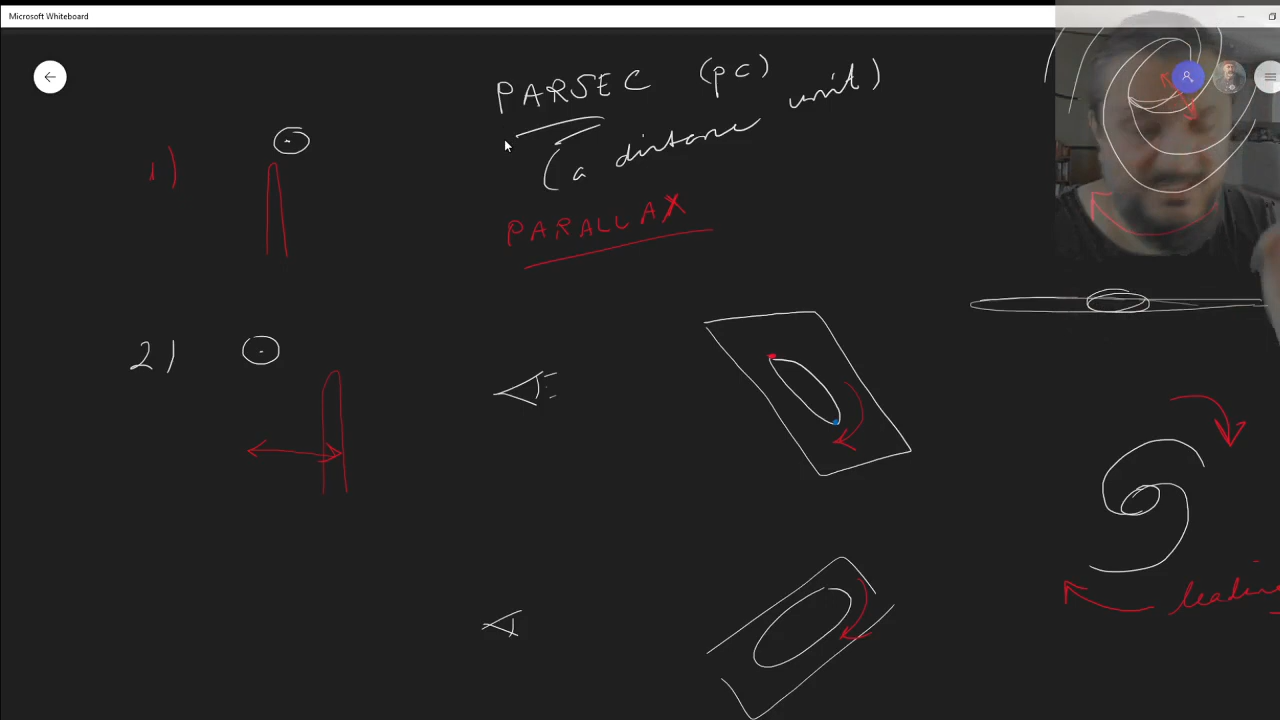 Microsoft Whiteboard
PARSEC (pc)
(a distance unit)
1)
PARALLAX
2)